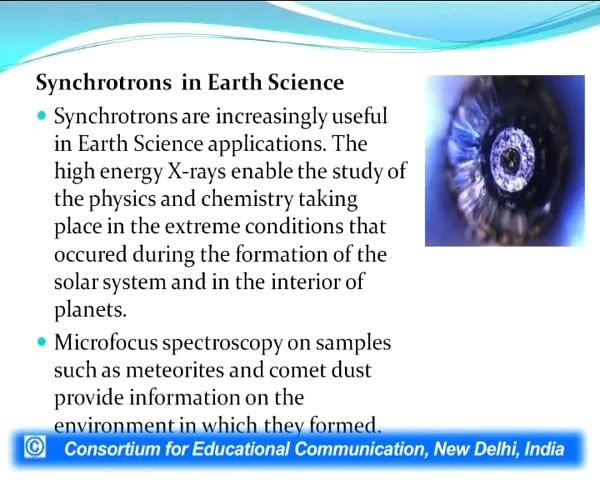 Synchrotrons in Earth Science
Synchrotrons are increasingly useful
in Earth Science applications. The
high energy X-rays enable the study of
the physics and chemistry taking
place in the extreme conditions that
occured during the formation of the
solar system and in the interior of
planets.
Microfocus spectroscopy on samples
such as meteorites and comet dust
provide information on the
environment in which they formed.
© Consortium for Educational Communication, New Delhi, India